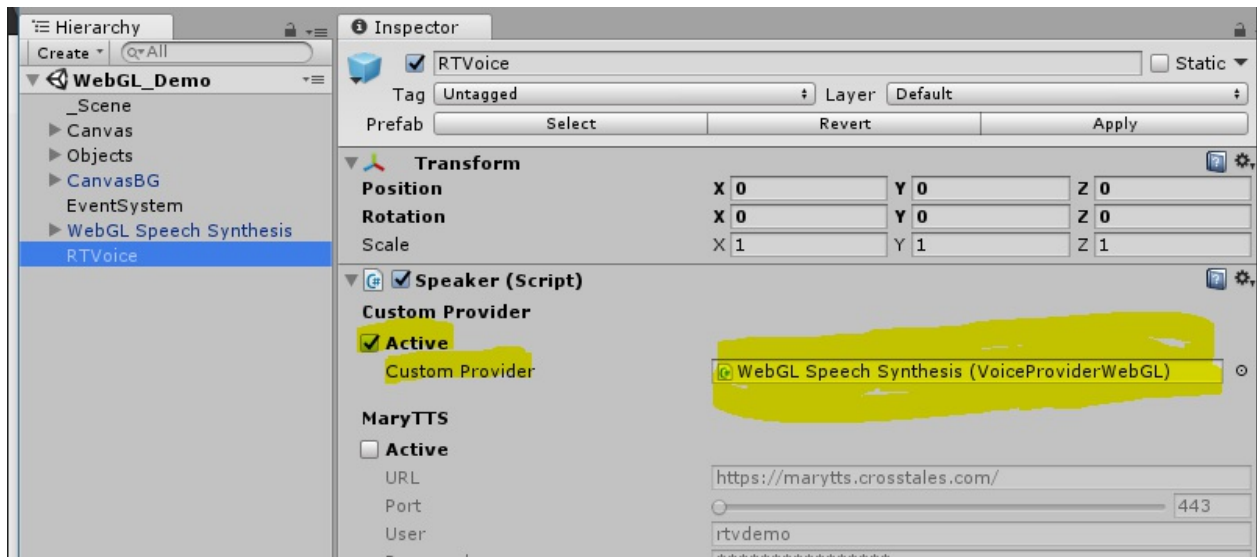 Hierarchy
Create
All
WebGL_Demo
_Scene
Canvas
Objects
CanvasBG
EventSystem
WebGL Speech Synthesis
RTVoice
Inspector
RTVoice Static
Tag Untagged Layer Default
Prefab Select Revert Apply
Transform
Position X 0 Y 0 Z 0
Rotation X 0 Y 0 Z 0
Scale X 1 Y 1 Z 1
C# Speaker (Script)
Custom Provider
Active
Custom Provider WebGL Speech Synthesis (VoiceProviderWebGL)
MaryTTS
Active
URL https://marytts.crosstales.com/
Port 443
User rtvdemo